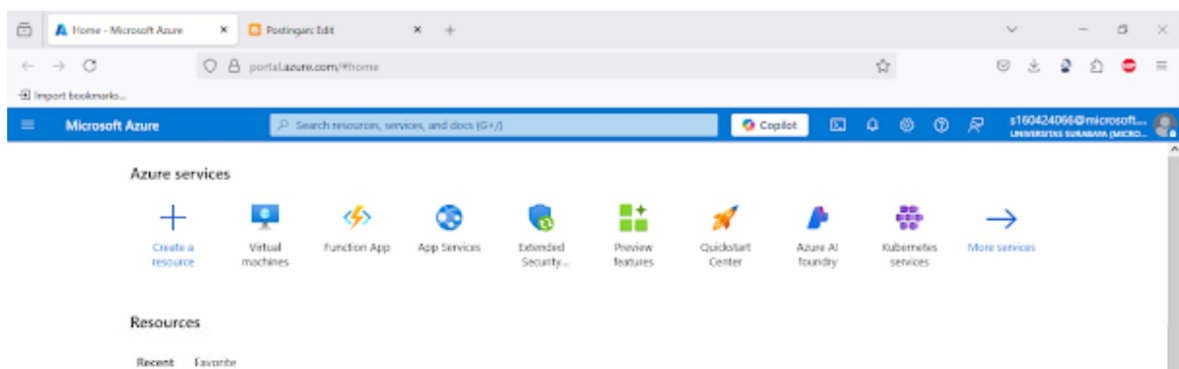 Home - Microsoft Azure
Postingan: Edit
portal.azure.com/#home
Import bookmarks...
Microsoft Azure
Search resources, services, and docs (G+/)
Copilot
s160424066@microsoft....
UNIVERSITAS SURABAYA (MICRO...
Azure services
Create a resource
Virtual machines
Function App
App Services
Extended Security...
Preview features
Quickstart Center
Azure AI foundry
Kubernetes services
More services
Resources
Recent Favorite